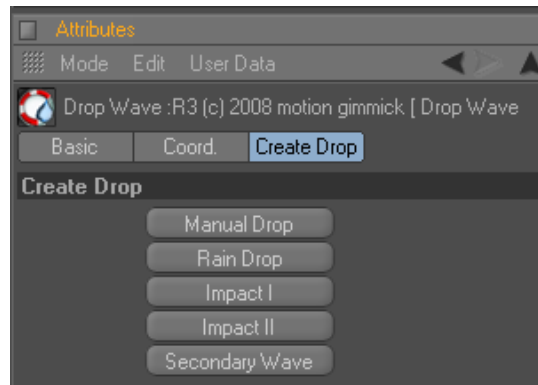 Attributes
Mode Edit User Data
Drop Wave :R3 (c) 2008 motion gimmick [ Drop Wave
Basic Coord. Create Drop
Create Drop
Manual Drop
Rain Drop
Impact I
Impact II
Secondary Wave